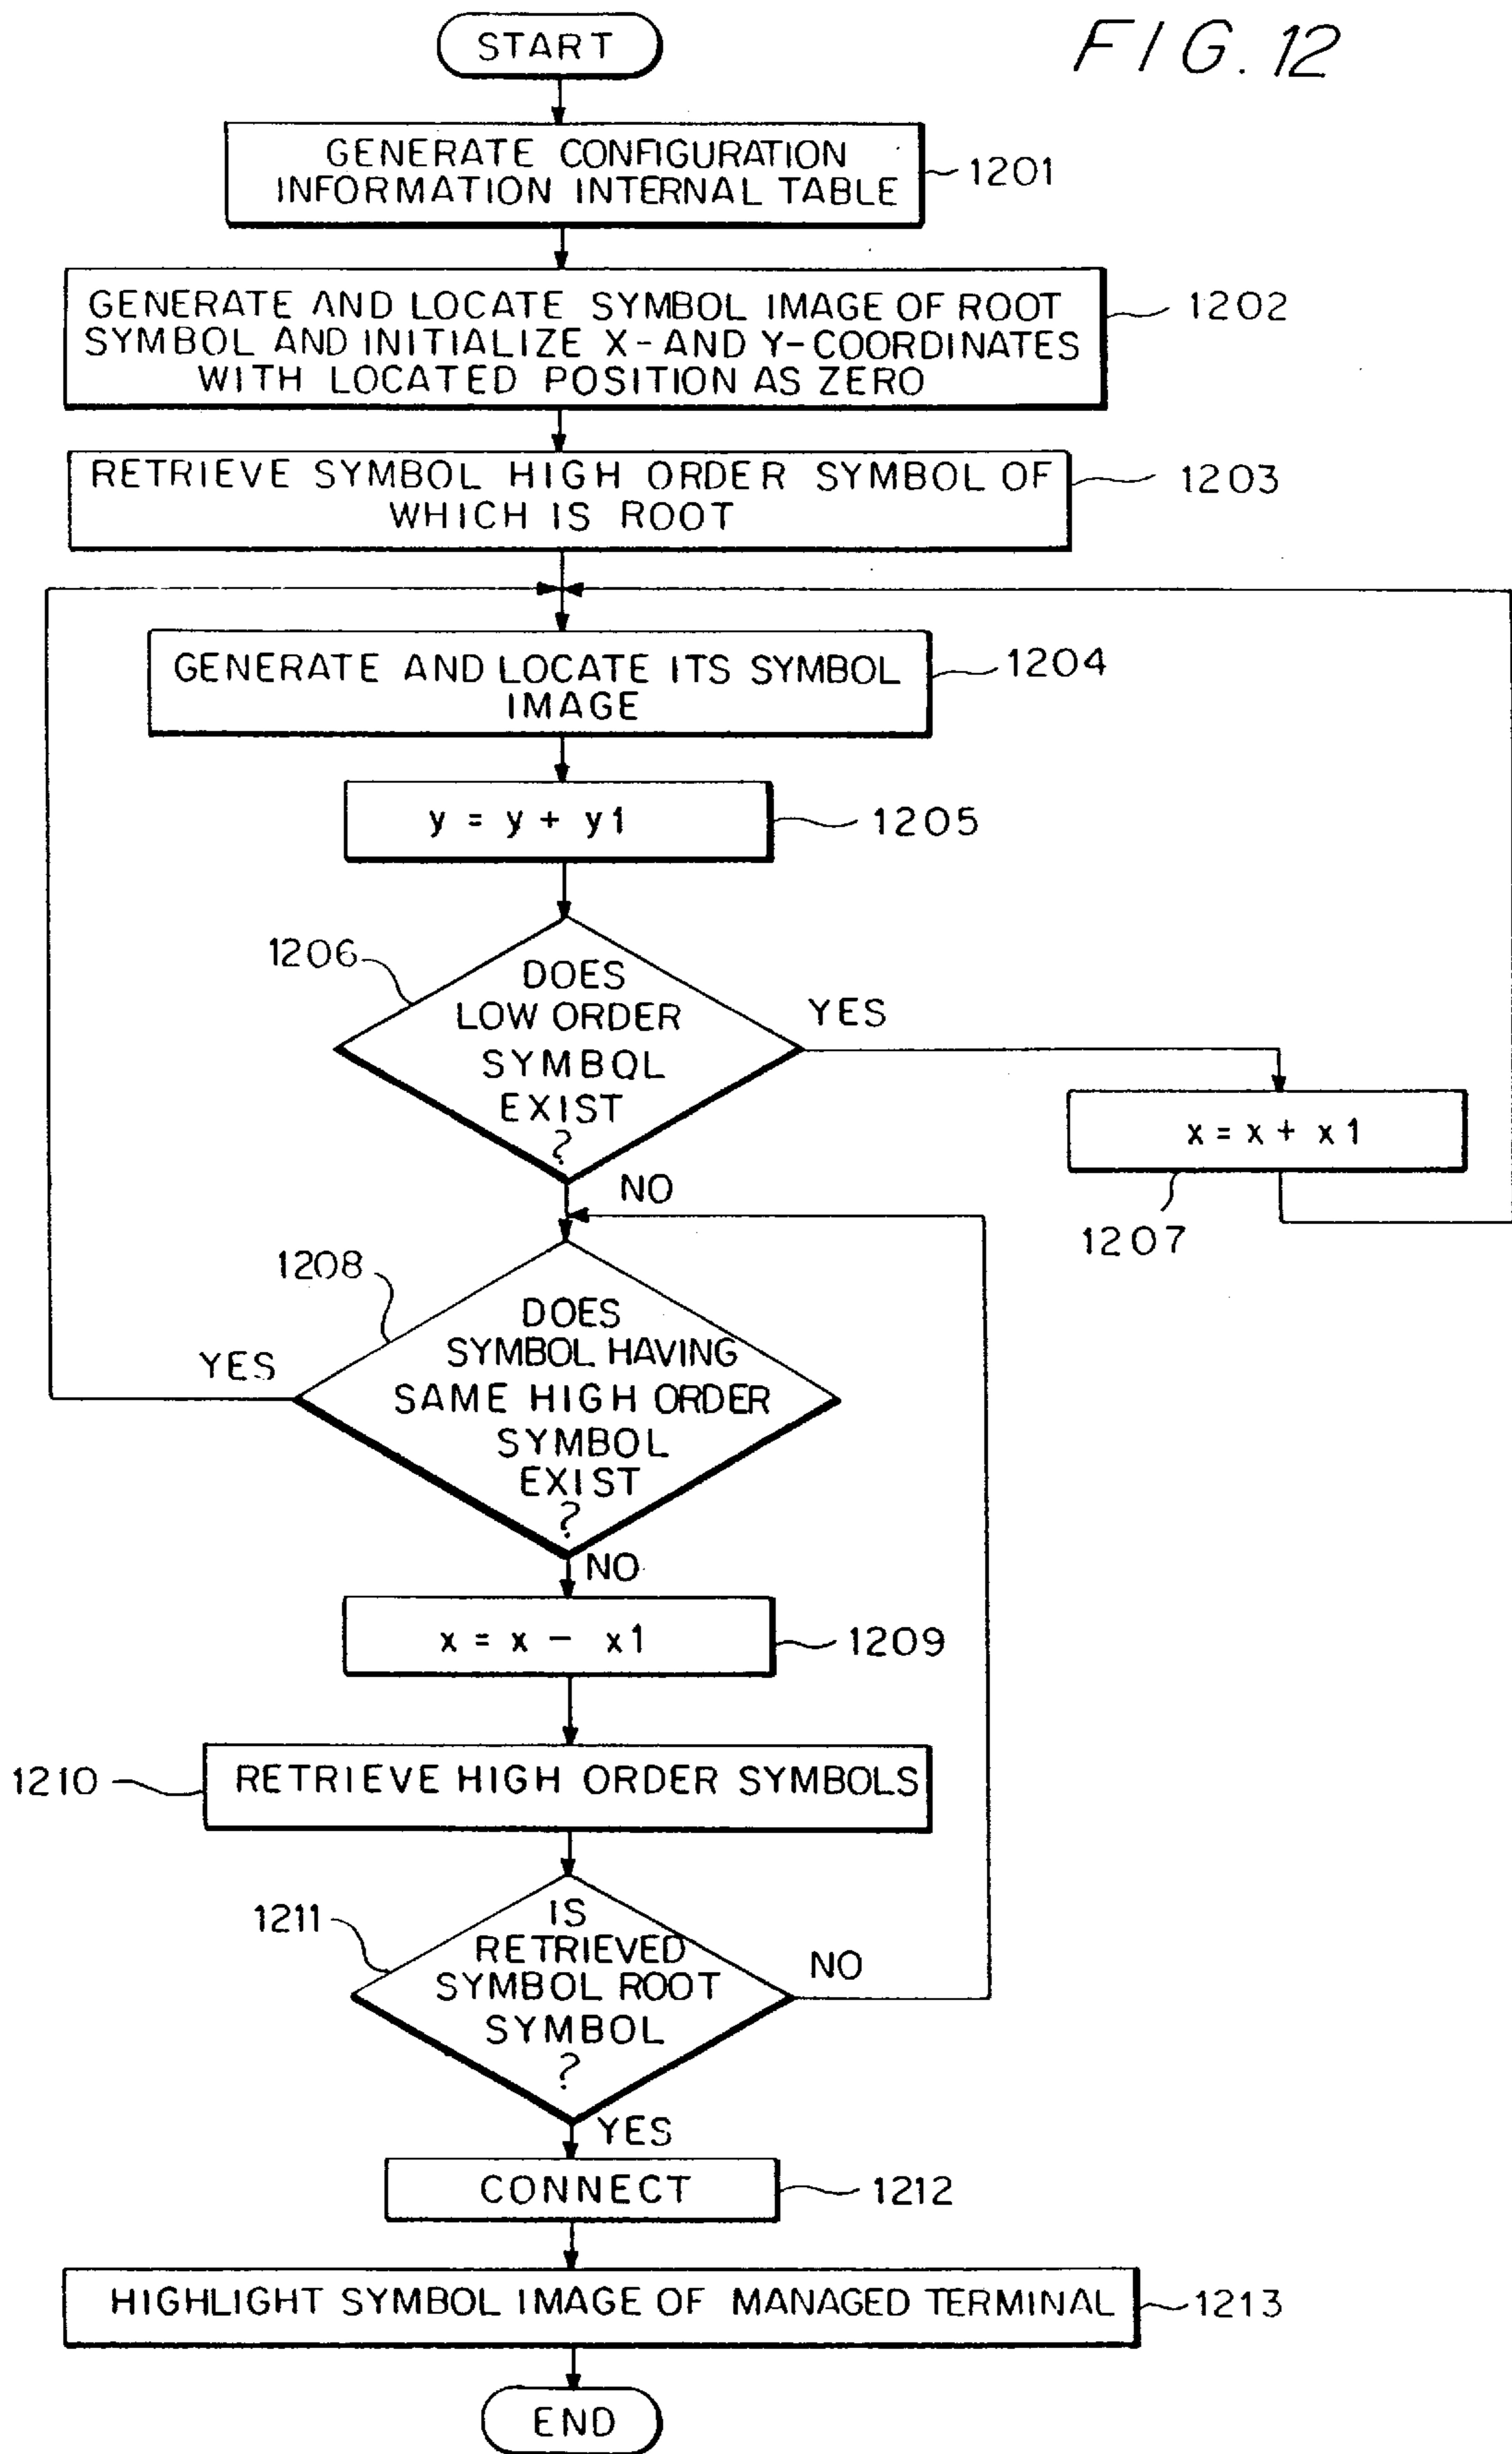 START
FIG. 12
GENERATE CONFIGURATION
INFORMATION INTERNAL TABLE
1201
GENERATE AND LOCATE SYMBOL IMAGE OF ROOT
SYMBOL AND INITIALIZE X-AND Y-COORDINATES
WITH LOCATED POSITION AS ZERO
1202
RETRIEVE SYMBOL HIGH ORDER SYMBOL OF
WHICH IS ROOT
1203
GENERATE AND LOCATE ITS SYMBOL
IMAGE
1204
y = y + y1
1205
1206
DOES
LOW ORDER
SYMBOL
EXIST
?
YES
NO
x = x + x1
1207
1208
DOES
SYMBOL HAVING
SAME HIGH ORDER
SYMBOL
EXIST
?
YES
NO
x = x - x1
1209
1210
RETRIEVE HIGH ORDER SYMBOLS
1211
IS
RETRIEVED
SYMBOL ROOT
SYMBOL
?
NO
YES
CONNECT
1212
HIGHLIGHT SYMBOL IMAGE OF MANAGED TERMINAL
1213
END